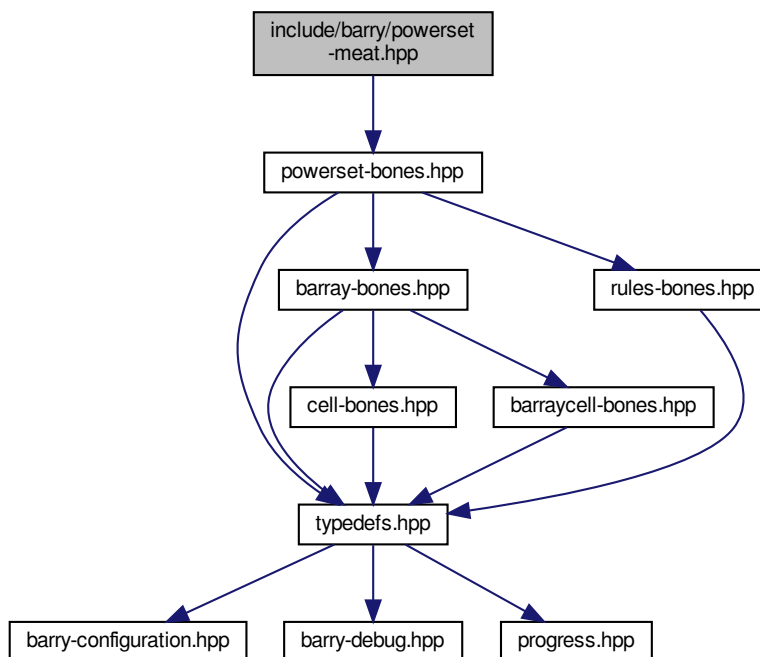 include/barry/powerset
-meat.hpp
powerset-bones.hpp
barray-bones.hpp
rules-bones.hpp
cell-bones.hpp
barraycell-bones.hpp
typedefs.hpp
barry-configuration.hpp
barry-debug.hpp
progress.hpp